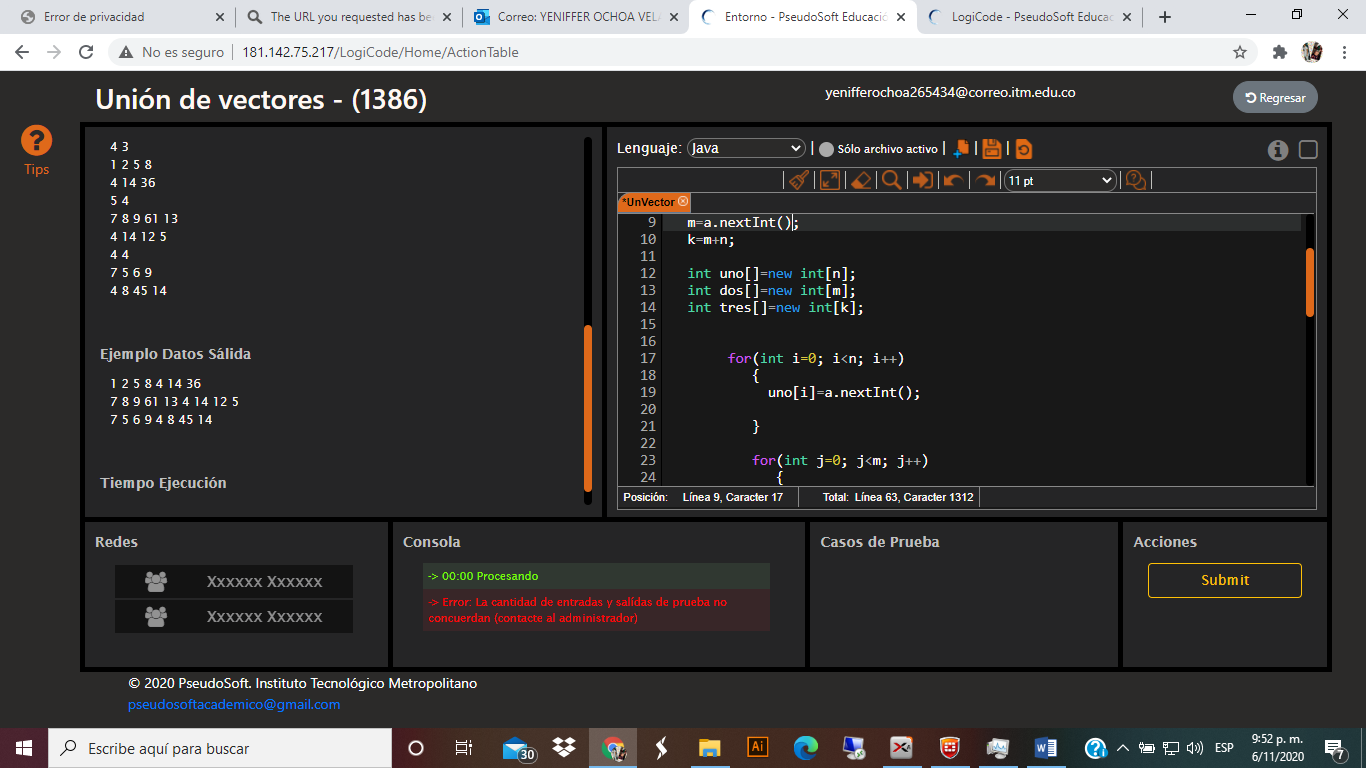 Error de privacidad
The URL you requested has be
Correo: YENIFFER OCHOA VEL
Entorno - PseudoSoft Educació
LogiCode - PseudoSoft Educac
No es seguro
181.142.75.217/LogiCode/Home/ActionTable
Unión de vectores - (1386)
yenifferochoa265434@correo.itm.edu.co
Regresar
?
Tips
4 3
1 2 5 8
4 14 36
5 4
7 8 9 61 13
4 14 12 5
4 4
7 5 6 9
4 8 45 14
Ejemplo Datos Sálida
1 2 5 8 4 14 36
7 8 9 61 13 4 14 12 5
7 5 6 9 4 8 45 14
Tiempo Ejecución
Lenguaje: Java | Sólo archivo activo | | |
11 pt
*UnVector
9 m=a.nextInt();
10 k=m+n;
11
12 int uno[]=new int[n];
13 int dos[]=new int[m];
14 int tres[]=new int[k];
15
16
17 for(int i=0; i<n; i++)
18 {
19 uno[i]=a.nextInt();
20
21 }
22
23 for(int j=0; j<m; j++)
24 {
Posición: Línea 9, Caracter 17 Total: Línea 63, Caracter 1312
Redes
Xxxxxx Xxxxxx
Xxxxxx Xxxxxx
Consola
-> 00:00 Procesando
-> Error: La cantidad de entradas y salidas de prueba no
concuerdan (contacte al administrador)
Casos de Prueba
Acciones
Submit
© 2020 PseudoSoft. Instituto Tecnológico Metropolitano
pseudosoftacademico@gmail.com
Escribe aquí para buscar
30
Ai
ESP
9:52 p. m.
6/11/2020
7